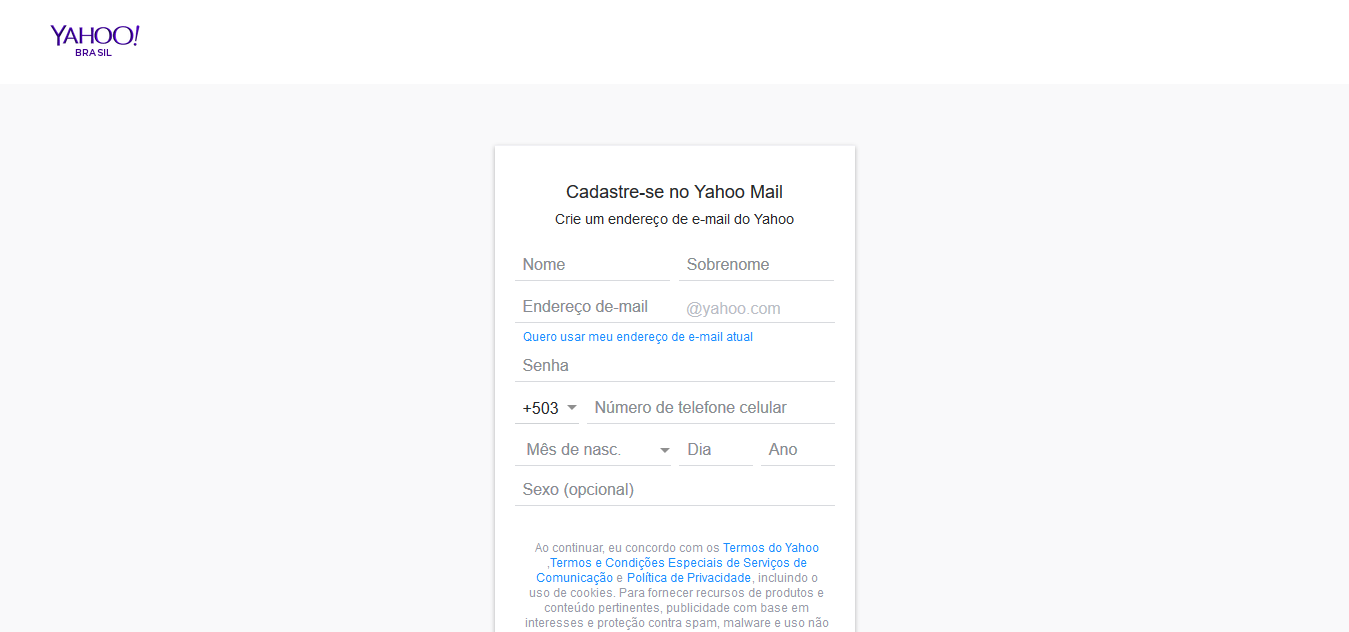 YAHOO!
BRASIL
Cadastre-se no Yahoo Mail
Crie um endereço de e-mail do Yahoo
Nome Sobrenome
Endereço de-mail @yahoo.com
Quero usar meu endereço de e-mail atual
Senha
+503 Número de telefone celular
Mês de nasc. Dia Ano
Sexo (opcional)
Ao continuar, eu concordo com os Termos do Yahoo
,Termos e Condições Especiais de Serviços de
Comunicação e Política de Privacidade, incluindo o
uso de cookies. Para fornecer recursos de produtos e
conteúdo pertinentes, publicidade com base em
interesses e proteção contra spam, malware e uso não